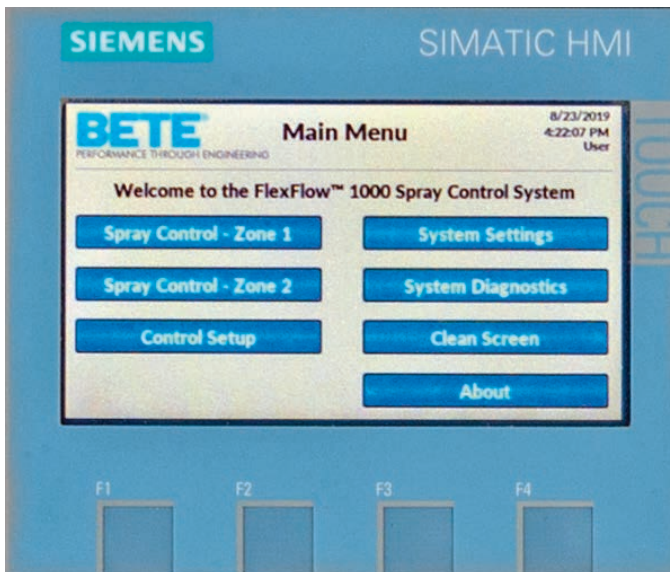 SIEMENS
SIMATIC HMI
TOUCH
BETE
PERFORMANCE THROUGH ENGINEERING
Main Menu
8/23/2019
4:22:07 PM
User
Welcome to the FlexFlow™ 1000 Spray Control System
Spray Control - Zone 1
System Settings
Spray Control - Zone 2
System Diagnostics
Control Setup
Clean Screen
About
F1
F2
F3
F4